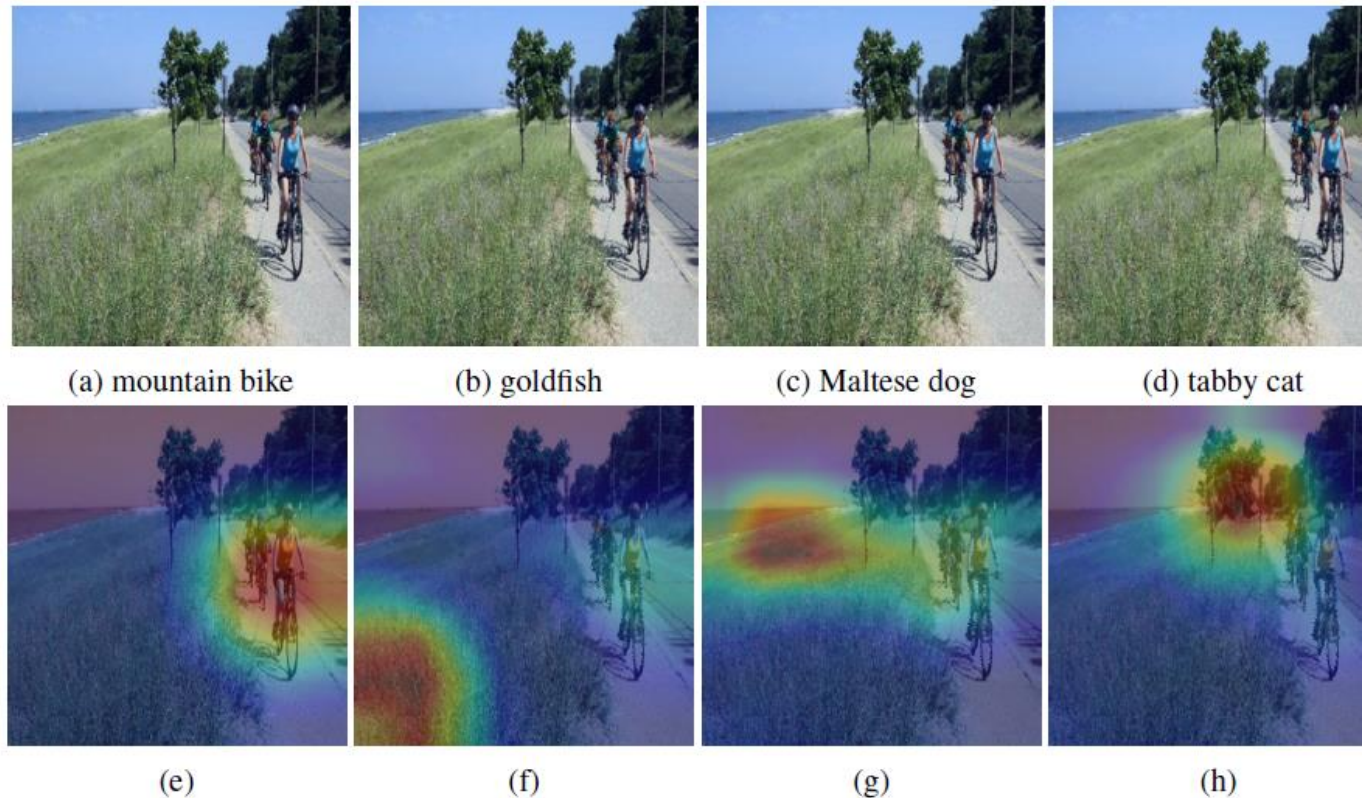 (a) mountain bike
(b) goldfish
(c) Maltese dog
(d) tabby cat
(e)
(f)
(g)
(h)